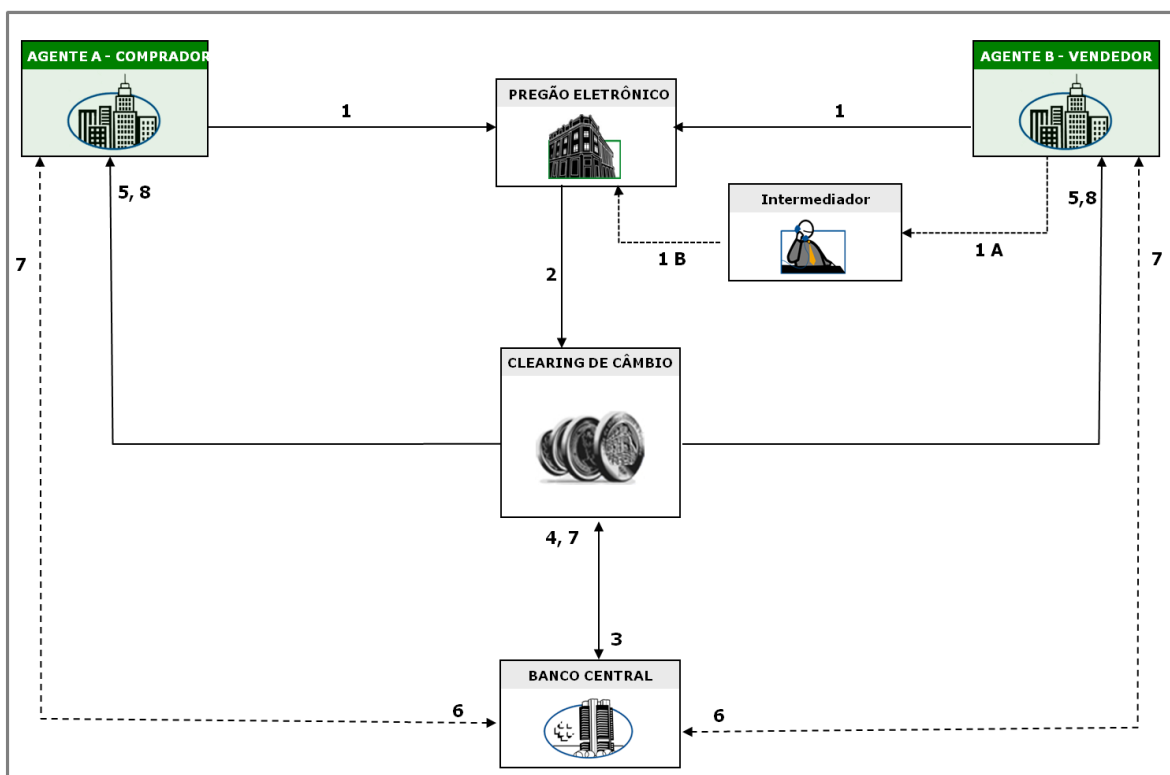 AGENTE A - COMPRADOR
AGENTE B - VENDEDOR
PREGÃO ELETRÔNICO
1
1
Intermediador
5, 8
5,8
1 B
1 A
7
7
2
CLEARING DE CÂMBIO
4, 7
3
BANCO CENTRAL
6
6